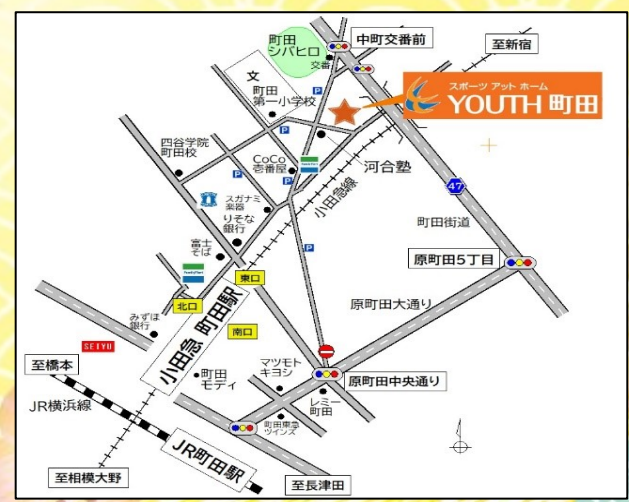 町田
シバヒロ
交番
中町交番前
至新宿
文
町田
第一小学校
P
スポーツ アット ホーム
YOUTH 町田
四谷学院
町田校
P
P
CoCo
壱番屋
FamilyMart
河合塾
小田急線
P
P
スガナミ
楽器
りそな
銀行
47
町田街道
富士
そば
P
原町田5丁目
FamilyMart
東口
北口
小田急 町田駅
原町田大通り
みずほ
銀行
南口
SEIYU
至橋本
町田
モディ
マツモト
キヨシ
原町田中央通り
JR横浜線
レミー
町田
町田東急
ツインズ
JR町田駅
至相模大野
至長津田